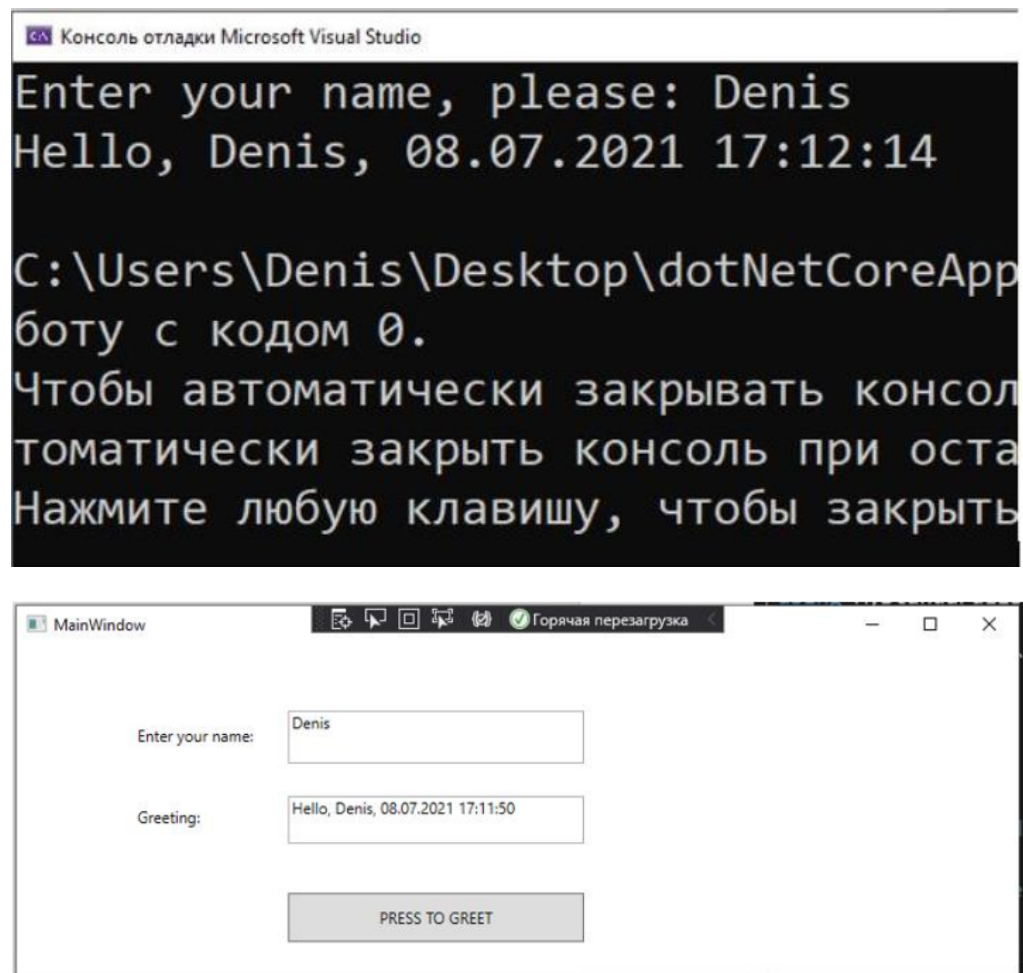 Консоль отладки Microsoft Visual Studio
Enter your name, please: Denis
Hello, Denis, 08.07.2021 17:12:14
C:\Users\Denis\Desktop\dotNetCoreApp
боту с кодом 0.
Чтобы автоматически закрывать консол
томатически закрыть консоль при оста
Нажмите любую клавишу, чтобы закрыть
MainWindow
Горячая перезагрузка
Enter your name:
Denis
Greeting:
Hello, Denis, 08.07.2021 17:11:50
PRESS TO GREET